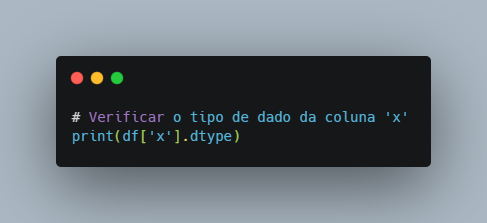 # Verificar o tipo de dado da coluna 'x'
print(df['x'].dtype)